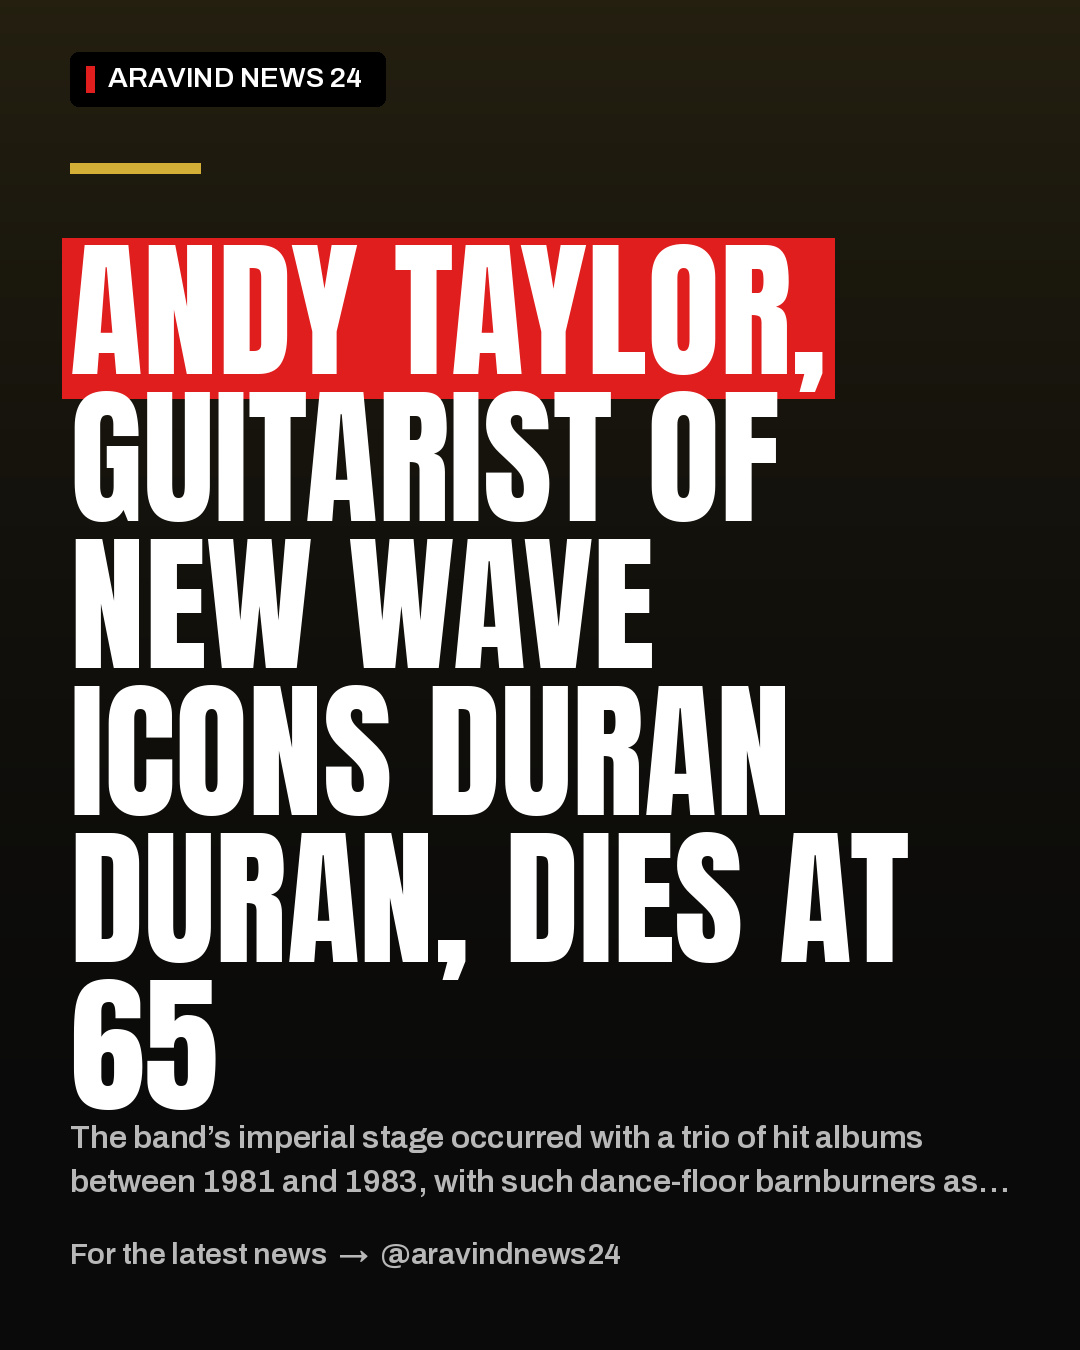 ARAVIND NEWS 24
ANDY TAYLOR,
GUITARIST OF
NEW WAVE
ICONS DURAN
DURAN, DIES AT
65
The band’s imperial stage occurred with a trio of hit albums
between 1981 and 1983, with such dance-floor barnburners as…
For the latest news → @aravindnews24